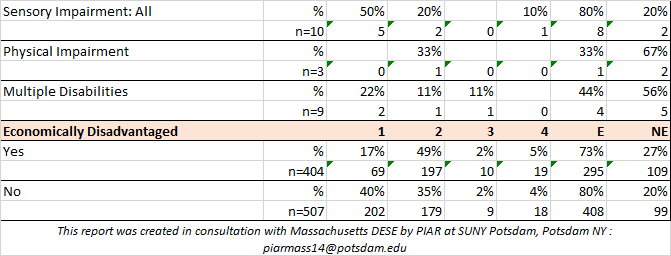 Sensory Impairment: All % 50% 20% 10% 80% 20%
n=10 5 2 0 1 8 2
Physical Impairment % 33% 33% 67%
n=3 0 1 0 0 1 2
Multiple Disabilities % 22% 11% 11% 44% 56%
n=9 2 1 1 0 4 5
Economically Disadvantaged 1 2 3 4 E NE
Yes % 17% 49% 2% 5% 73% 27%
n=404 69 197 10 19 295 109
No % 40% 35% 2% 4% 80% 20%
n=507 202 179 9 18 408 99
This report was created in consultation with Massachusetts DESE by PIAR at SUNY Potsdam, Potsdam NY :
piarmass14@potsdam.edu